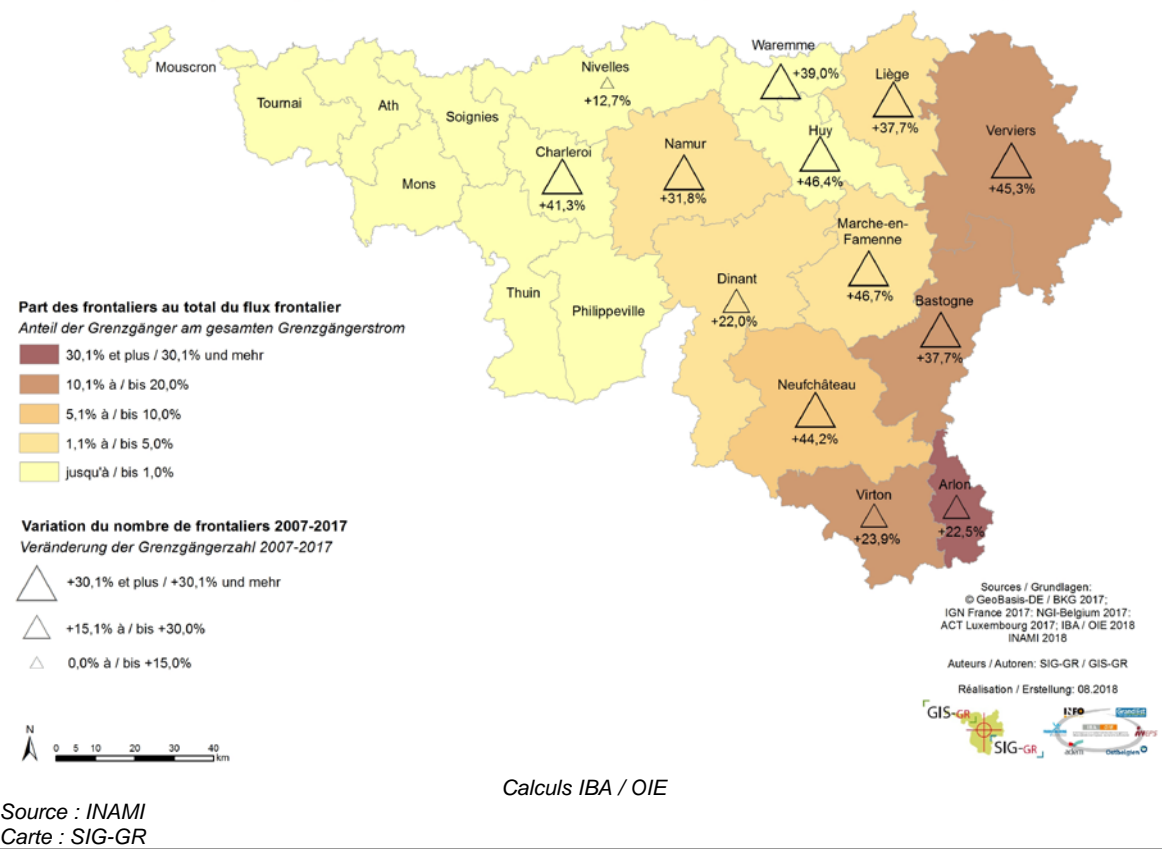 Waremme
+39,0%
Mouscron
Nivelles
+12,7%
Liège
+37,7%
Tournai
Ath
Soignies
Huy
+46,4%
Verviers
+45,3%
Charleroi
+41,3%
Namur
+31,8%
Mons
Marche-en-
Famenne
+46,7%
Dinant
+22,0%
Thuin
Philippeville
Bastogne
+37,7%
Neufchâteau
+44,2%
Virton
+23,9%
Arlon
+22,5%
Part des frontaliers au total du flux frontalier
Anteil der Grenzgänger am gesamten Grenzgängerstrom
30,1% et plus / 30,1% und mehr
10,1% à / bis 20,0%
5,1% à / bis 10,0%
1,1% à / bis 5,0%
jusqu'à / bis 1,0%
Variation du nombre de frontaliers 2007-2017
Veränderung der Grenzgängerzahl 2007-2017
+30,1% et plus / +30,1% und mehr
+15,1% à / bis +30,0%
0,0% à / bis +15,0%
N
0 5 10 20 30 40
km
Sources / Grundlagen:
© GeoBasis-DE / BKG 2017;
IGN France 2017: NGI-Belgium 2017:
ACT Luxembourg 2017; IBA / OIE 2018
INAMI 2018
Auteurs / Autoren: SIG-GR / GIS-GR
Réalisation / Erstellung: 08.2018
GIS-GR
SIG-GR
INFO
Grand Est
adem
Ostbelgien
Calculs IBA / OIE
Source : INAMI
Carte : SIG-GR